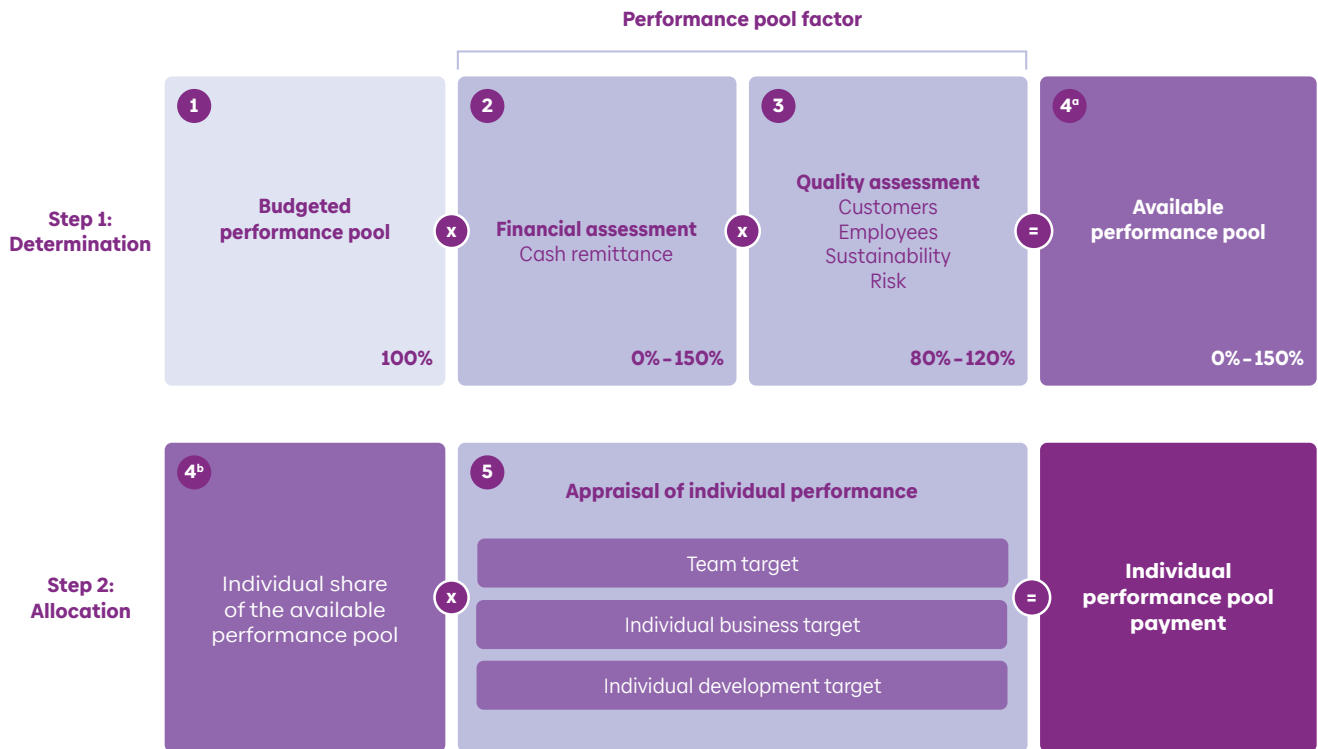 Performance pool factor
1
2
3
4ᵃ
Step 1:
Determination
Budgeted
performance pool
x
Financial assessment
Cash remittance
x
Quality assessment
Customers
Employees
Sustainability
Risk
=
Available
performance pool
100%
0%–150%
80%–120%
0%–150%
Step 2:
Allocation
4ᵇ
Individual share
of the available
performance pool
x
5
Appraisal of individual performance
Team target
Individual business target
Individual development target
=
Individual
performance pool
payment